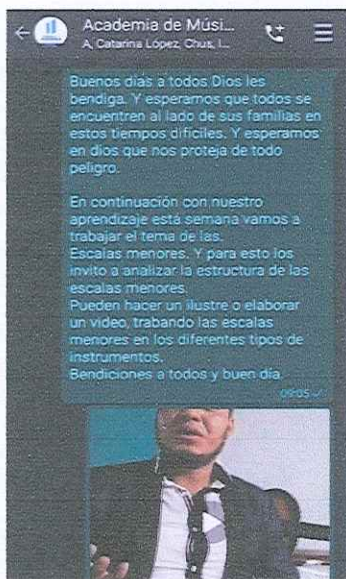 Academia de Músi...
A, Catarina López, Chus, I...
Buenos días a todos Dios les
bendiga. Y esperamos que todos se
encuentren al lado de sus familias en
estos tiempos difíciles. Y esperamos
en dios que nos proteja de todo
peligro.
En continuación con nuestro
aprendizaje está semana vamos a
trabajar el tema de las.
Escalas menores. Y para esto los
invito a analizar la estructura de las
escalas menores.
Pueden hacer un ilustre o elaborar
un video, trabando las escalas
menores en los diferentes tipos de
instrumentos.
Bendiciones a todos y buen día
09:05